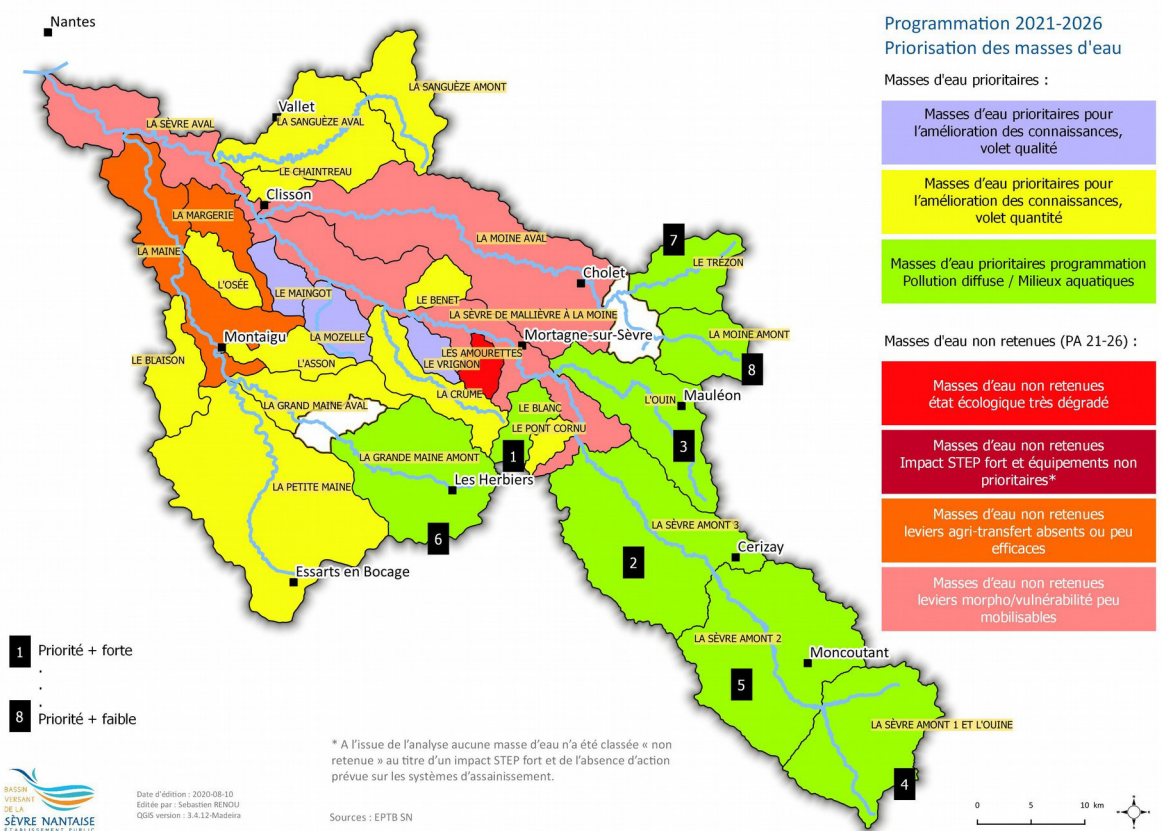 Nantes
Programmation 2021-2026
Priorisation des masses d'eau
Masses d'eau prioritaires :
Masses d’eau prioritaires pour
l’amélioration des connaissances,
volet qualité
Masses d’eau prioritaires pour
l’amélioration des connaissances,
volet quantité
Masses d’eau prioritaires programmation
Pollution diffuse / Milieux aquatiques
Masses d'eau non retenues (PA 21-26) :
Masses d’eau non retenues
état écologique très dégradé
Masses d’eau non retenues
Impact STEP fort et équipements non
prioritaires*
Masses d’eau non retenues
leviers agri-transfert absents ou peu
efficaces
Masses d’eau non retenues
leviers morpho/vulnérabilité peu
mobilisables
LA SANGUÈZE AMONT
Vallet
LA SANGUÈZE AVAL
LA SÈVRE AVAL
LE CHAINTREAU
Clisson
LA MARGERIE
LA MOINE AVAL
7
LA MAINE
LE TRÉZON
Cholet
L'OSÉE
LE MAINGOT
LE BENET
LA SÈVRE DE MALLIÈVRE À LA MOINE
Montaigu
LA MOZELLE
Mortagne-sur-Sèvre
LA MOINE AMONT
LE BLAISON
L'ASSON
LES AMOURETTES
LE VRIGNON
8
LA CRUME
Mauléon
L'OUIN
LA GRAND MAINE AVAL
LE BLANC
LE PONT CORNU
3
LA GRANDE MAINE AMONT
1
LA PETITE MAINE
Les Herbiers
LA SÈVRE AMONT 3
6
Cerizay
2
Essarts en Bocage
LA SÈVRE AMONT 2
Moncoutant
5
LA SÈVRE AMONT 1 ET L'OUINE
4
1 Priorité + forte
.
.
.
8 Priorité + faible
* A l’issue de l’analyse aucune masse d’eau n’a été classée « non
retenue » au titre d’un impact STEP fort et de l’absence d’action
prévue sur les systèmes d’assainissement.
BASSIN
VERSANT
DE LA
SÈVRE NANTAISE
ÉTABLISSEMENT PUBLIC
Date d'édition : 2020-08-10
Editée par : Sebastien RENOU
QGIS version : 3.4.12-Madeira
Sources : EPTB SN
0 5 10 km